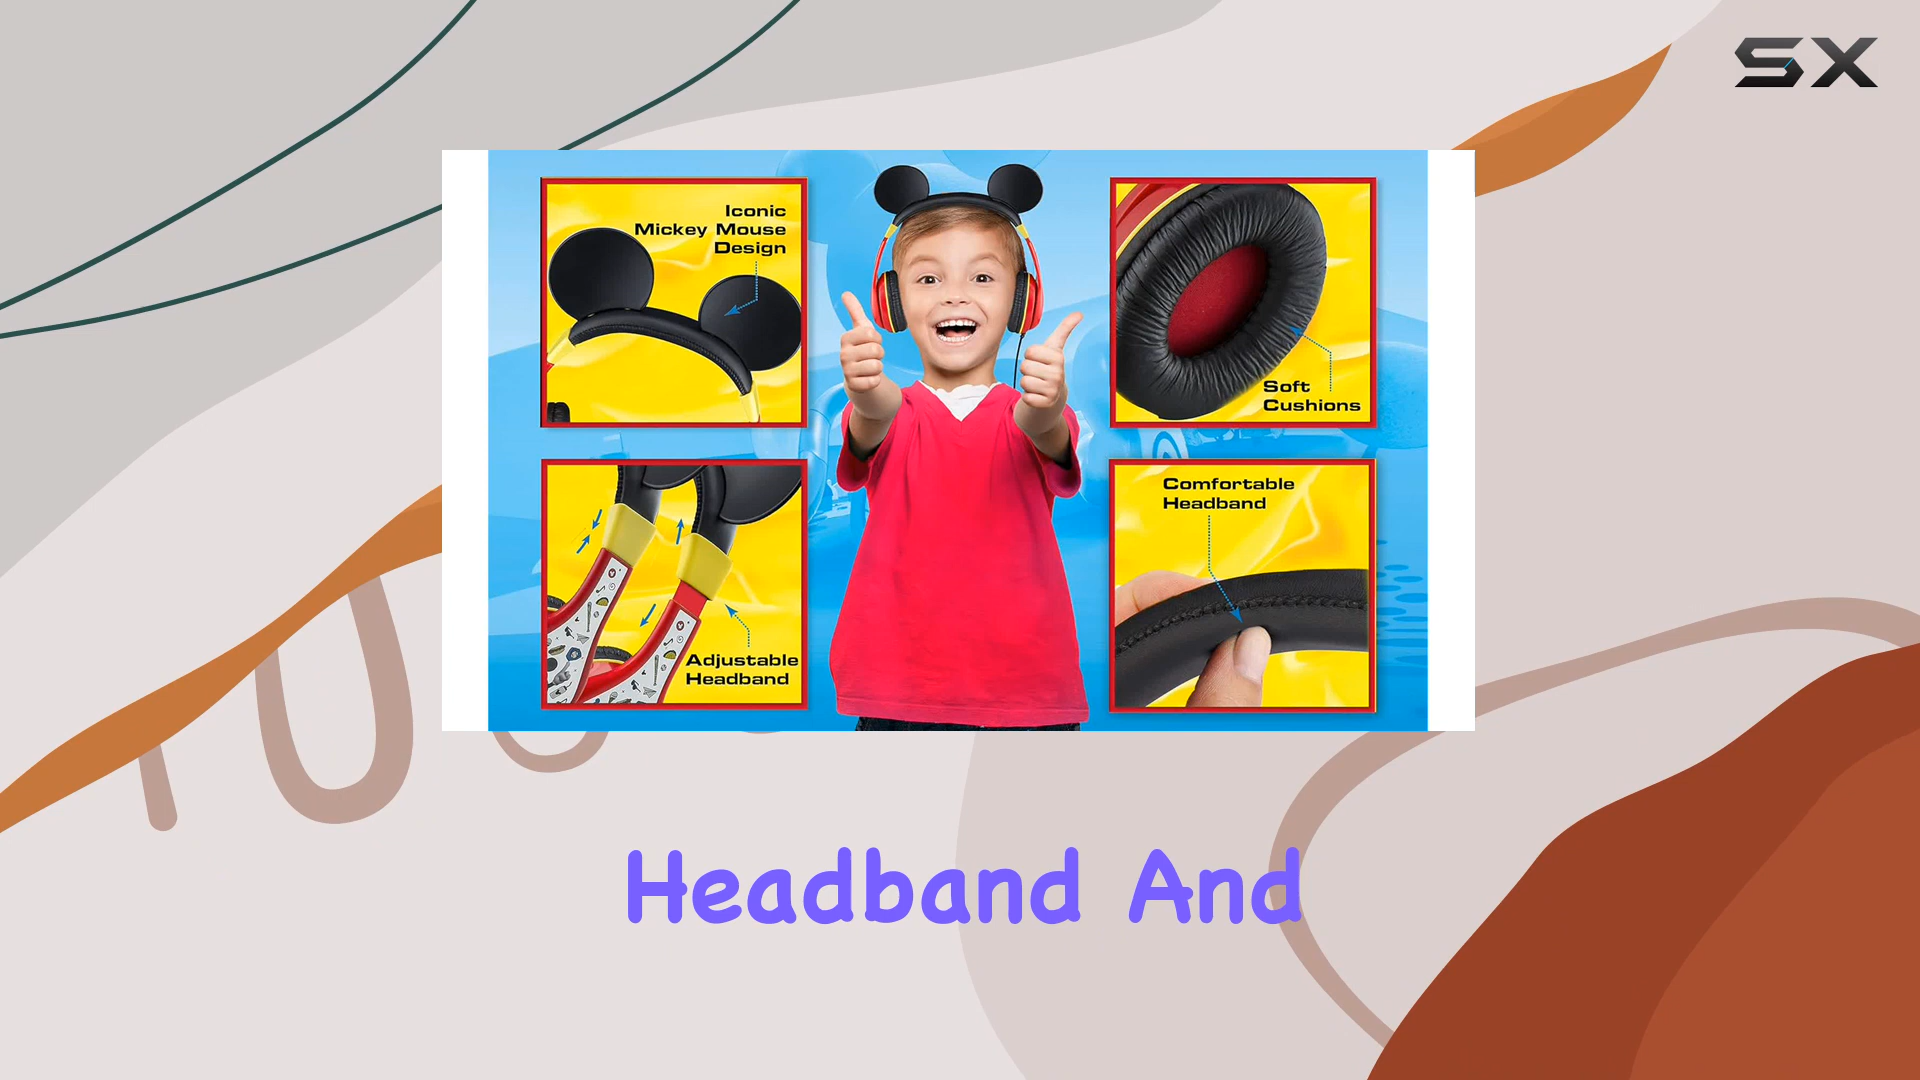 SX
Iconic
Mickey Mouse
Design
Soft
Cushions
Adjustable
Headband
Comfortable
Headband
Headband And